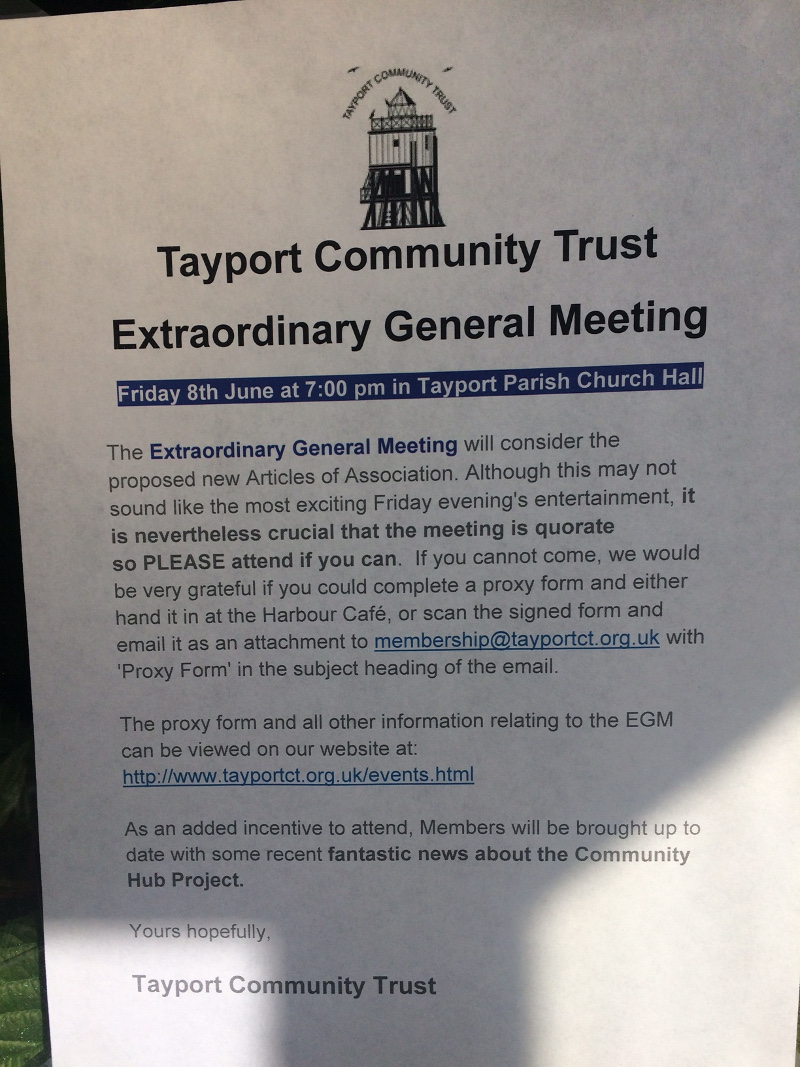 TAYPORT COMMUNITY TRUST
Tayport Community Trust
Extraordinary General Meeting
Friday 8th June at 7:00 pm in Tayport Parish Church Hall
The Extraordinary General Meeting will consider the
proposed new Articles of Association. Although this may not
sound like the most exciting Friday evening's entertainment, it
is nevertheless crucial that the meeting is quorate
so PLEASE attend if you can. If you cannot come, we would
be very grateful if you could complete a proxy form and either
hand it in at the Harbour Café, or scan the signed form and
email it as an attachment to membership@tayportct.org.uk with
'Proxy Form' in the subject heading of the email.
The proxy form and all other information relating to the EGM
can be viewed on our website at:
http://www.tayportct.org.uk/events.html
As an added incentive to attend, Members will be brought up to
date with some recent fantastic news about the Community
Hub Project.
Yours hopefully,
Tayport Community Trust